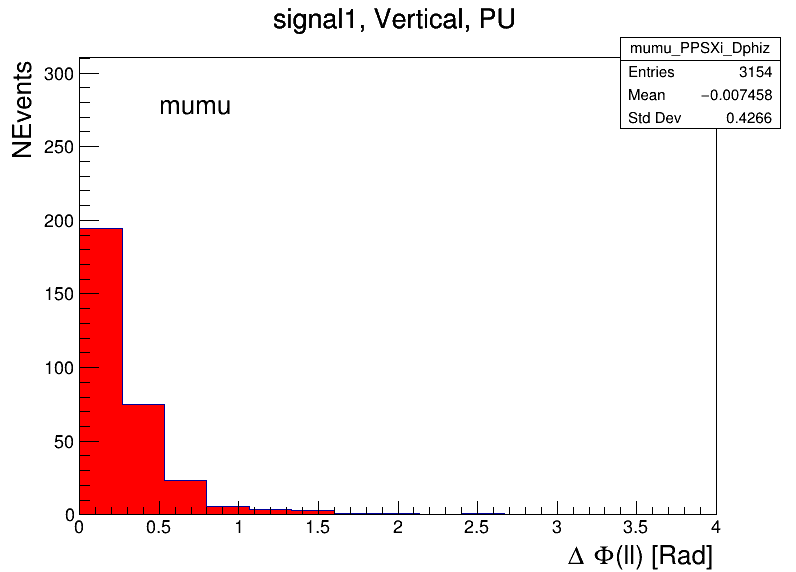 signal1, Vertical, PU
mumu_PPSXi_Dphiz
Entries 3154
Mean −0.007458
Std Dev 0.4266
NEvents
mumu
300
250
200
150
100
50
0
0 0.5 1 1.5 2 2.5 3 3.5 4
Δ Φ(ll) [Rad]